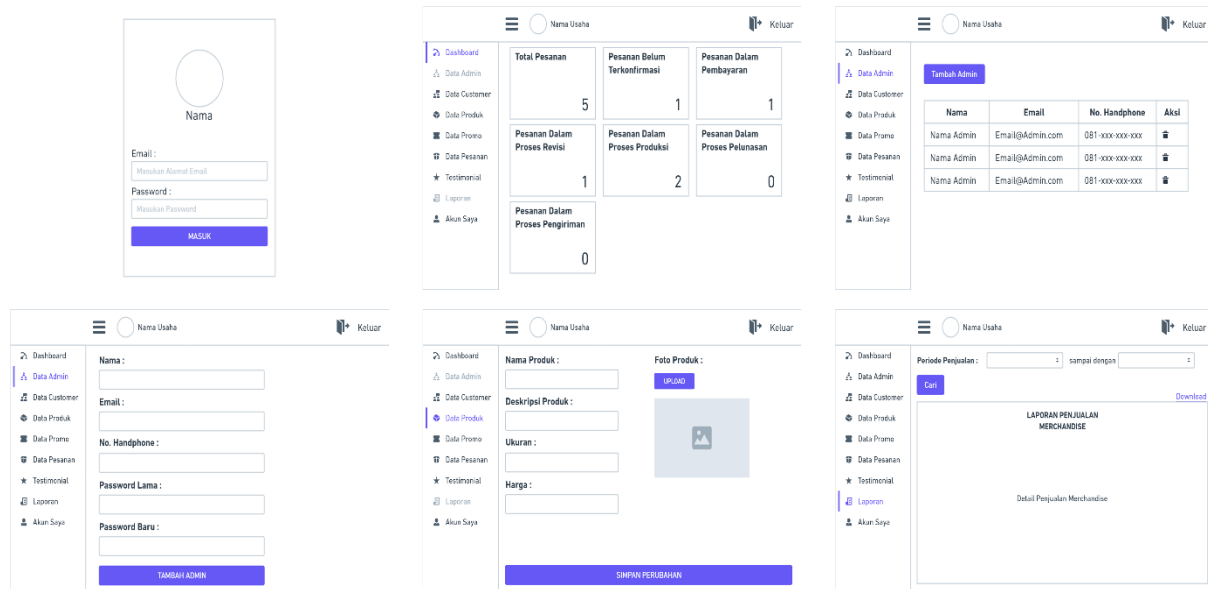 Nama
Email :
Masukan Alamat Email
Password :
Masukan Password
MASUK
Nama Usaha
Keluar
Dashboard
Data Admin
Data Customer
Data Produk
Data Promo
Data Pesanan
Testimonial
Laporan
Akun Saya
Total Pesanan
5
Pesanan Belum
Terkonfirmasi
1
Pesanan Dalam
Pembayaran
1
Pesanan Dalam
Proses Revisi
1
Pesanan Dalam
Proses Produksi
2
Pesanan Dalam
Proses Pelunasan
0
Pesanan Dalam
Proses Pengiriman
0
Nama Usaha
Keluar
Dashboard
Data Admin
Data Customer
Data Produk
Data Promo
Data Pesanan
Testimonial
Laporan
Akun Saya
Tambah Admin
Nama Email No. Handphone Aksi
Nama Admin Email@Admin.com 081-xxx-xxx-xxx
Nama Admin Email@Admin.com 081-xxx-xxx-xxx
Nama Admin Email@Admin.com 081-xxx-xxx-xxx
Nama Usaha
Keluar
Dashboard
Data Admin
Data Customer
Data Produk
Data Promo
Data Pesanan
Testimonial
Laporan
Akun Saya
Nama :
Email :
No. Handphone :
Password Lama :
Password Baru :
TAMBAH ADMIN
Nama Usaha
Keluar
Dashboard
Data Admin
Data Customer
Data Produk
Data Promo
Data Pesanan
Testimonial
Laporan
Akun Saya
Nama Produk :
Deskripsi Produk :
Ukuran :
Harga :
Foto Produk :
UPLOAD
SIMPAN PERUBAHAN
Nama Usaha
Keluar
Dashboard
Data Admin
Data Customer
Data Produk
Data Promo
Data Pesanan
Testimonial
Laporan
Akun Saya
Periode Penjualan : sampai dengan
Cari
Download
LAPORAN PENJUALAN
MERCHANDISE
Detail Penjualan Merchandise